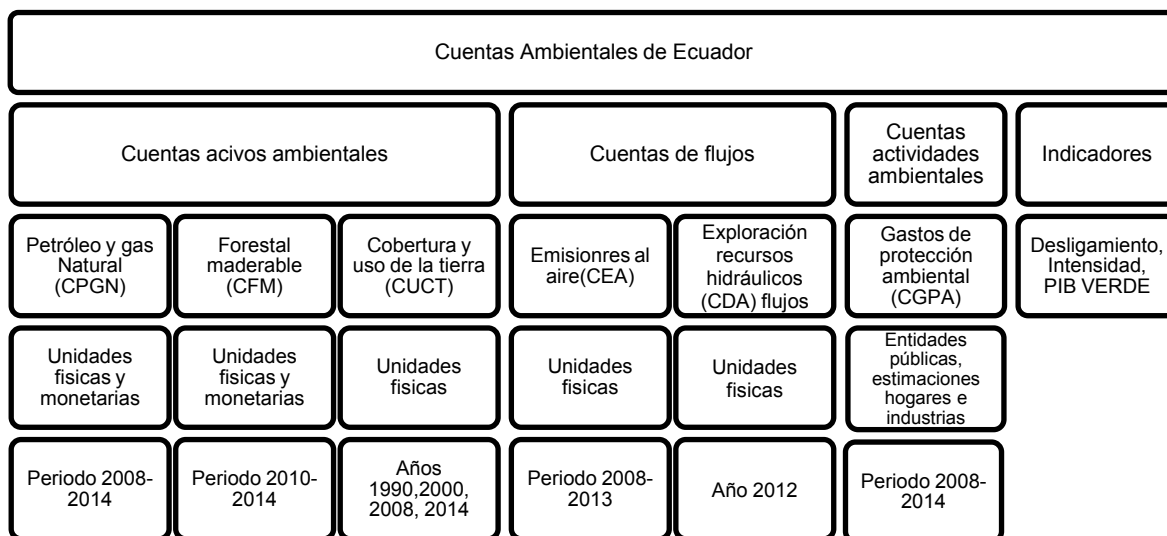 Cuentas Ambientales de Ecuador
Cuentas acivos ambientales
Cuentas de flujos
Cuentas
actividades
ambientales
Indicadores
Petróleo y gas
Natural
(CPGN)
Forestal
maderable
(CFM)
Cobertura y
uso de la tierra
(CUCT)
Emisionres al
aire(CEA)
Exploración
recursos
hidráulicos
(CDA) flujos
Gastos de
protección
ambiental
(CGPA)
Desligamiento,
Intensidad,
PIB VERDE
Unidades
fisicas y
monetarias
Unidades
fisicas y
monetarias
Unidades
fisicas
Unidades
fisicas
Unidades
fisicas
Entidades
públicas,
estimaciones
hogares e
industrias
Periodo 2008-
2014
Periodo 2010-
2014
Años
1990,2000,
2008, 2014
Periodo 2008-
2013
Año 2012
Periodo 2008-
2014